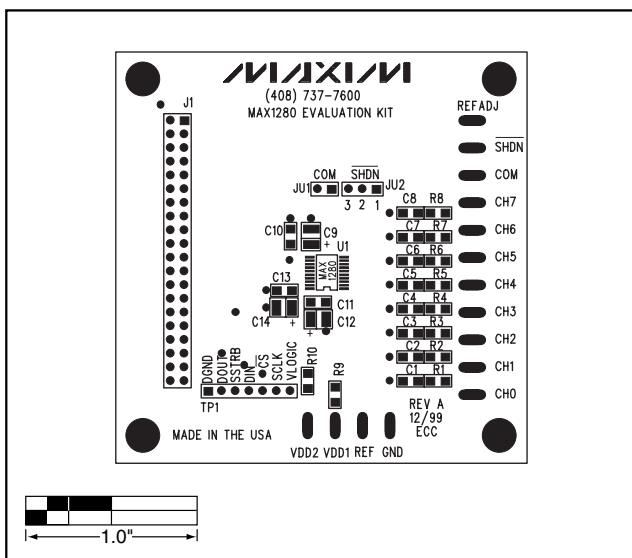 MAXIM
(408) 737-7600
MAX1280 EVALUATION KIT
J1
REFADJ
SHDN
COM
CH7
CH6
CH5
CH4
CH3
CH2
CH1
CH0
COM
SHDN
JU1
JU2
3 2 1
C8 R8
C7 R7
C6 R6
C5 R5
C4 R4
C3 R3
C2 R2
C1 R1
C10
C9
+
U1
MAX
1280
C13
C14
+
C11
C12
+
R10
R9
DGND
DOUT
SSTRB
DIN
CS
SCLK
VLOGIC
TP1
REV A
12/99
ECC
MADE IN THE USA
VDD2 VDD1 REF GND
1.0"